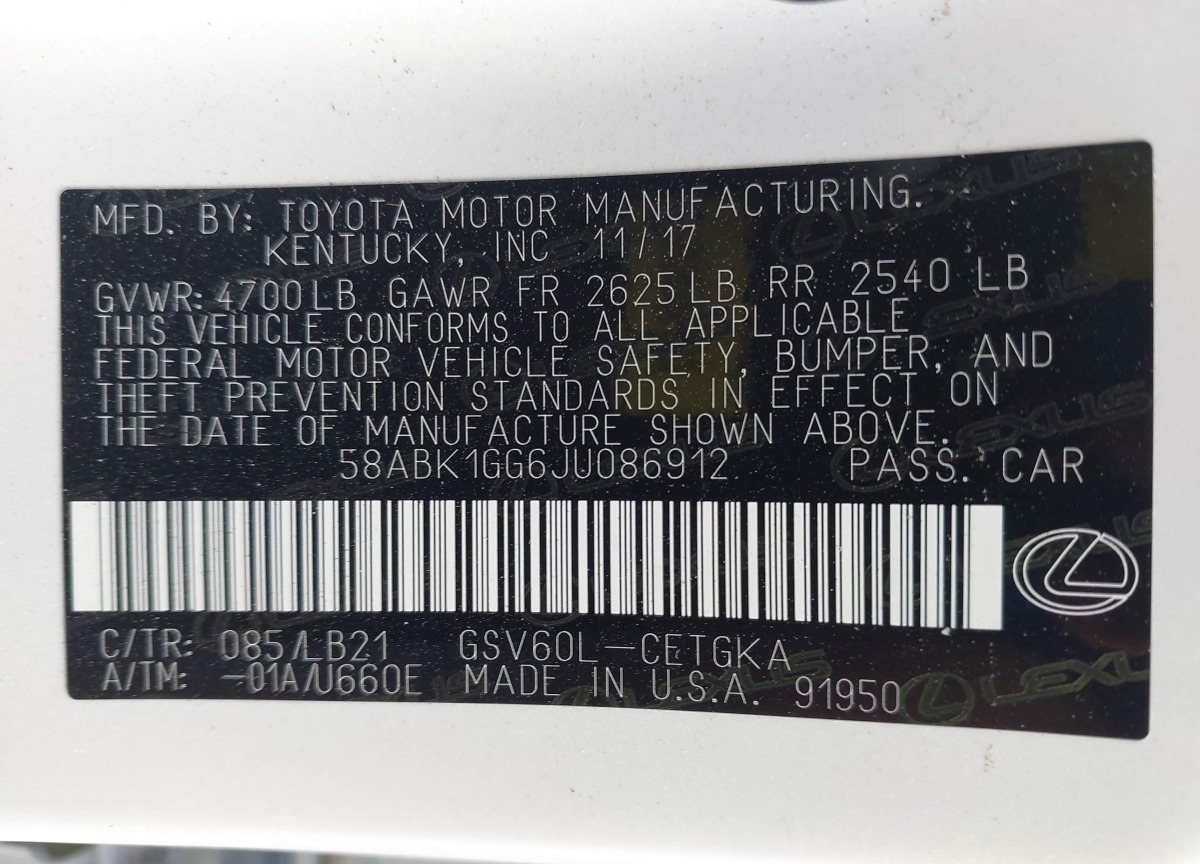 MFD. BY: TOYOTA MOTOR MANUFACTURING.
KENTUCKY, INC 11/17
GVWR: 4700LB GAWR FR 2625LB RR 2540 LB
THIS VEHICLE CONFORMS TO ALL APPLICABLE
FEDERAL MOTOR VEHICLE SAFETY, BUMPER, AND
THEFT PREVENTION STANDARDS IN EFFECT ON
THE DATE OF MANUFACTURE SHOWN ABOVE.
58ABK1GG6JU086912 PASS. CAR
C/TR: 085/LB21 GSV60L-CETGKA
A/TM: -01A/U660E MADE IN U.S.A. 91950
LEXUS